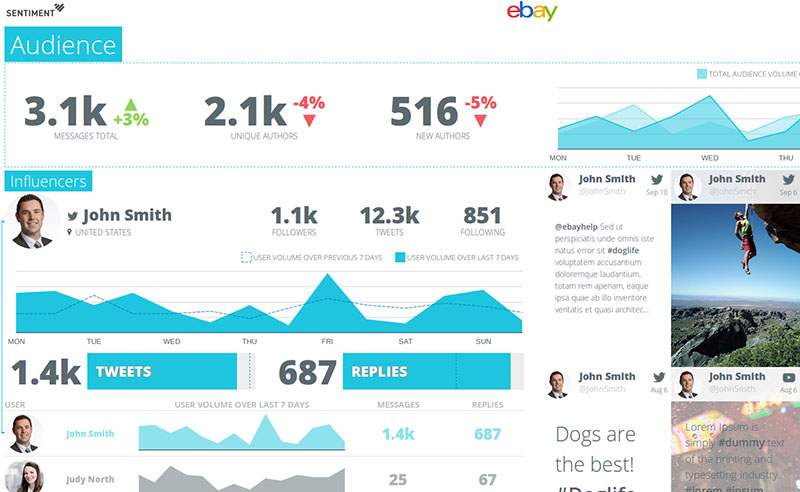 SENTIMENT
ebay
Audience
TOTAL AUDIENCE VOLUME
3.1k +3%
MESSAGES TOTAL
2.1k -4%
UNIQUE AUTHORS
516 -5%
NEW AUTHORS
MON TUE WED THU
Influencers
John Smith
UNITED STATES
1.1k
FOLLOWERS
12.3k
TWEETS
851
FOLLOWING
USER VOLUME OVER PREVIOUS 7 DAYS
USER VOLUME OVER LAST 7 DAYS
MON TUE WED THU FRI SAT SUN
1.4k TWEETS
687 REPLIES
USER USER VOLUME OVER LAST 7 DAYS MESSAGES REPLIES
John Smith 1.4k 687
Judy North 25 67
John Smith
@JohnSmith Sep 10
@ebayhelp Sed ut
perspiciatis unde omnis iste
natus error sit #doglife
voluptatem accusantium
doloremque laudantium,
totam rem aperiam, eaque
ipsa quae ab illo inventore
veritatis et quasi architec...
John Smith
@JohnSmith Sep 6
John Smith
@JohnSmith Aug 6
Dogs are
the best!
#Doglife
John Smith
@JohnSmith Aug 6
Lorem Ipsum is
simply #dummy text
of the printing and
typesetting industry.
#lorem #ipsum